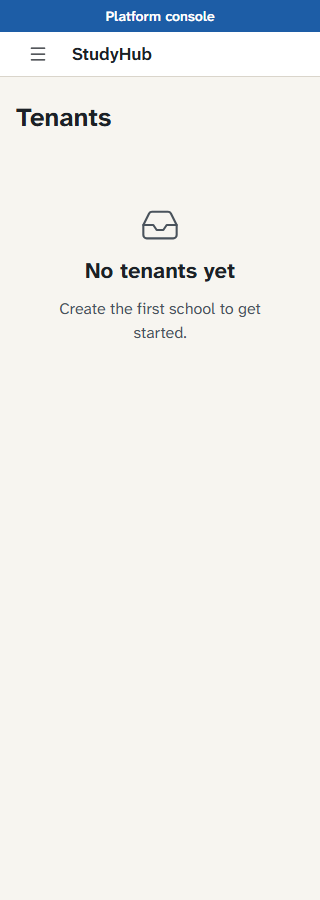 Platform console
StudyHub
Tenants
No tenants yet
Create the first school to get
started.